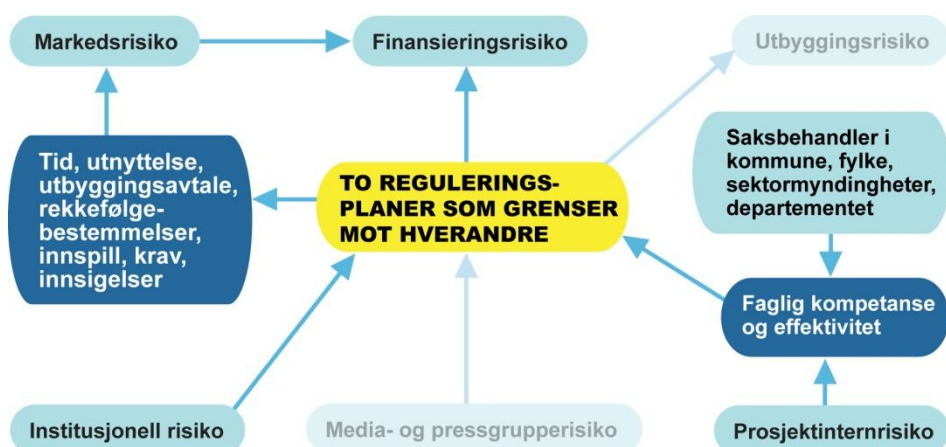 Markedsrisiko
Finansieringsrisiko
Utbyggingsrisiko
Tid, utnyttelse,
utbyggingsavtale,
rekkefølge-
bestemmelser,
innspill, krav,
innsigelser
TO REGULERINGS-
PLANER SOM GRENSER
MOT HVERANDRE
Saksbehandler i
kommune, fylke,
sektormyndingheter,
departementet
Faglig kompetanse
og effektivitet
Institusjonell risiko
Media- og pressgrupperisiko
Prosjektinternrisiko